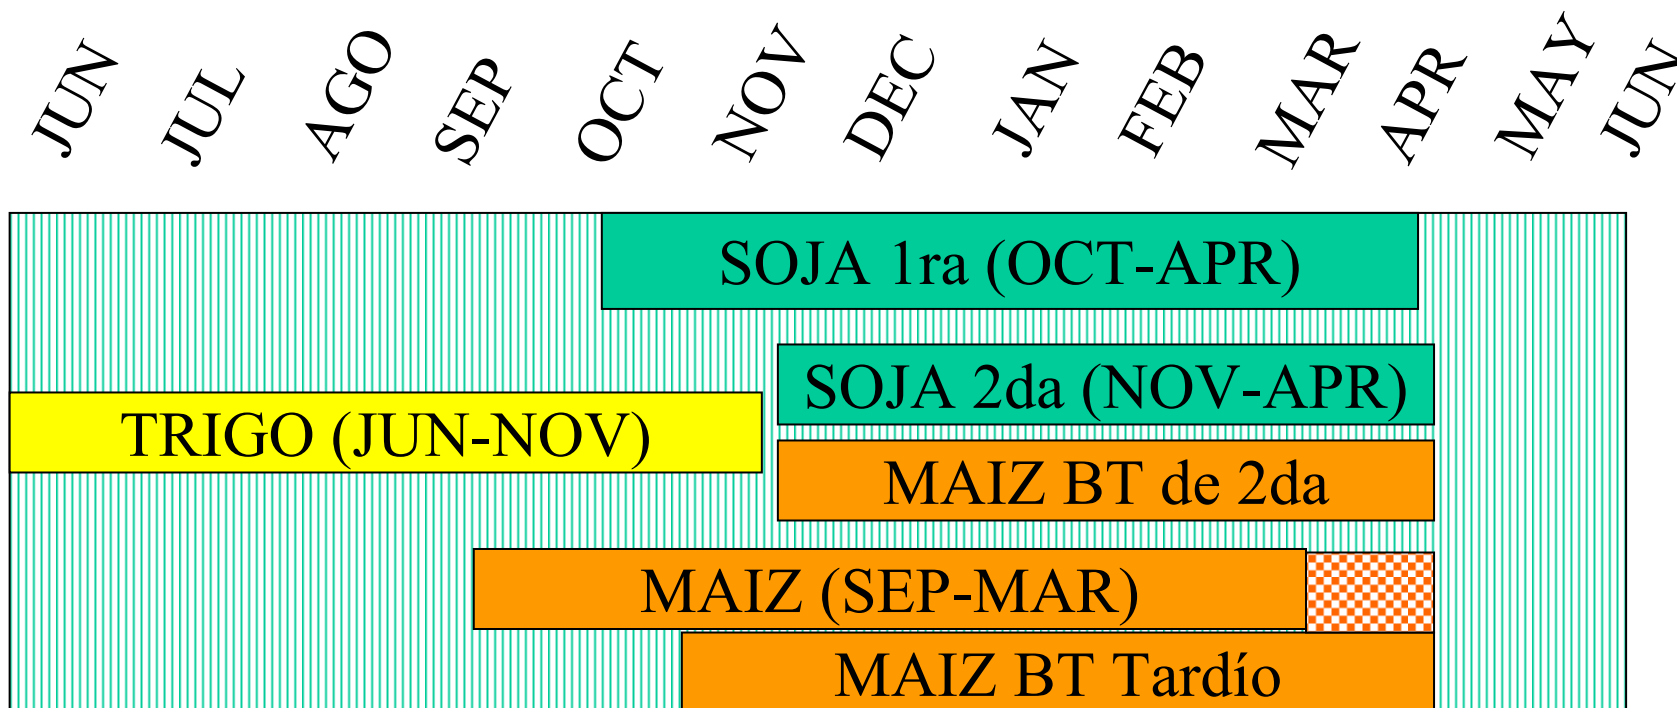 JUN JUL AGO SEP OCT NOV DEC JAN FEB MAR APR MAY JUN
SOJA 1ra (OCT-APR)
SOJA 2da (NOV-APR)
TRIGO (JUN-NOV)
MAIZ BT de 2da
MAIZ (SEP-MAR)
MAIZ BT Tardío